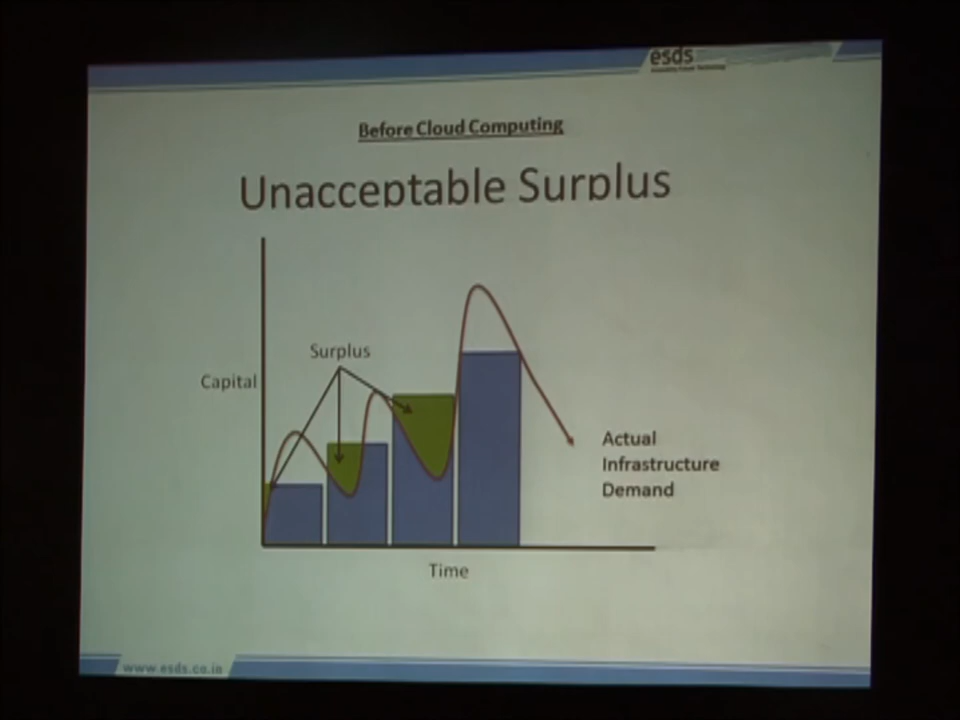 esds
Before Cloud Computing
Unacceptable Surplus
Surplus
Capital
Actual
Infrastructure
Demand
Time
www.esds.co.in